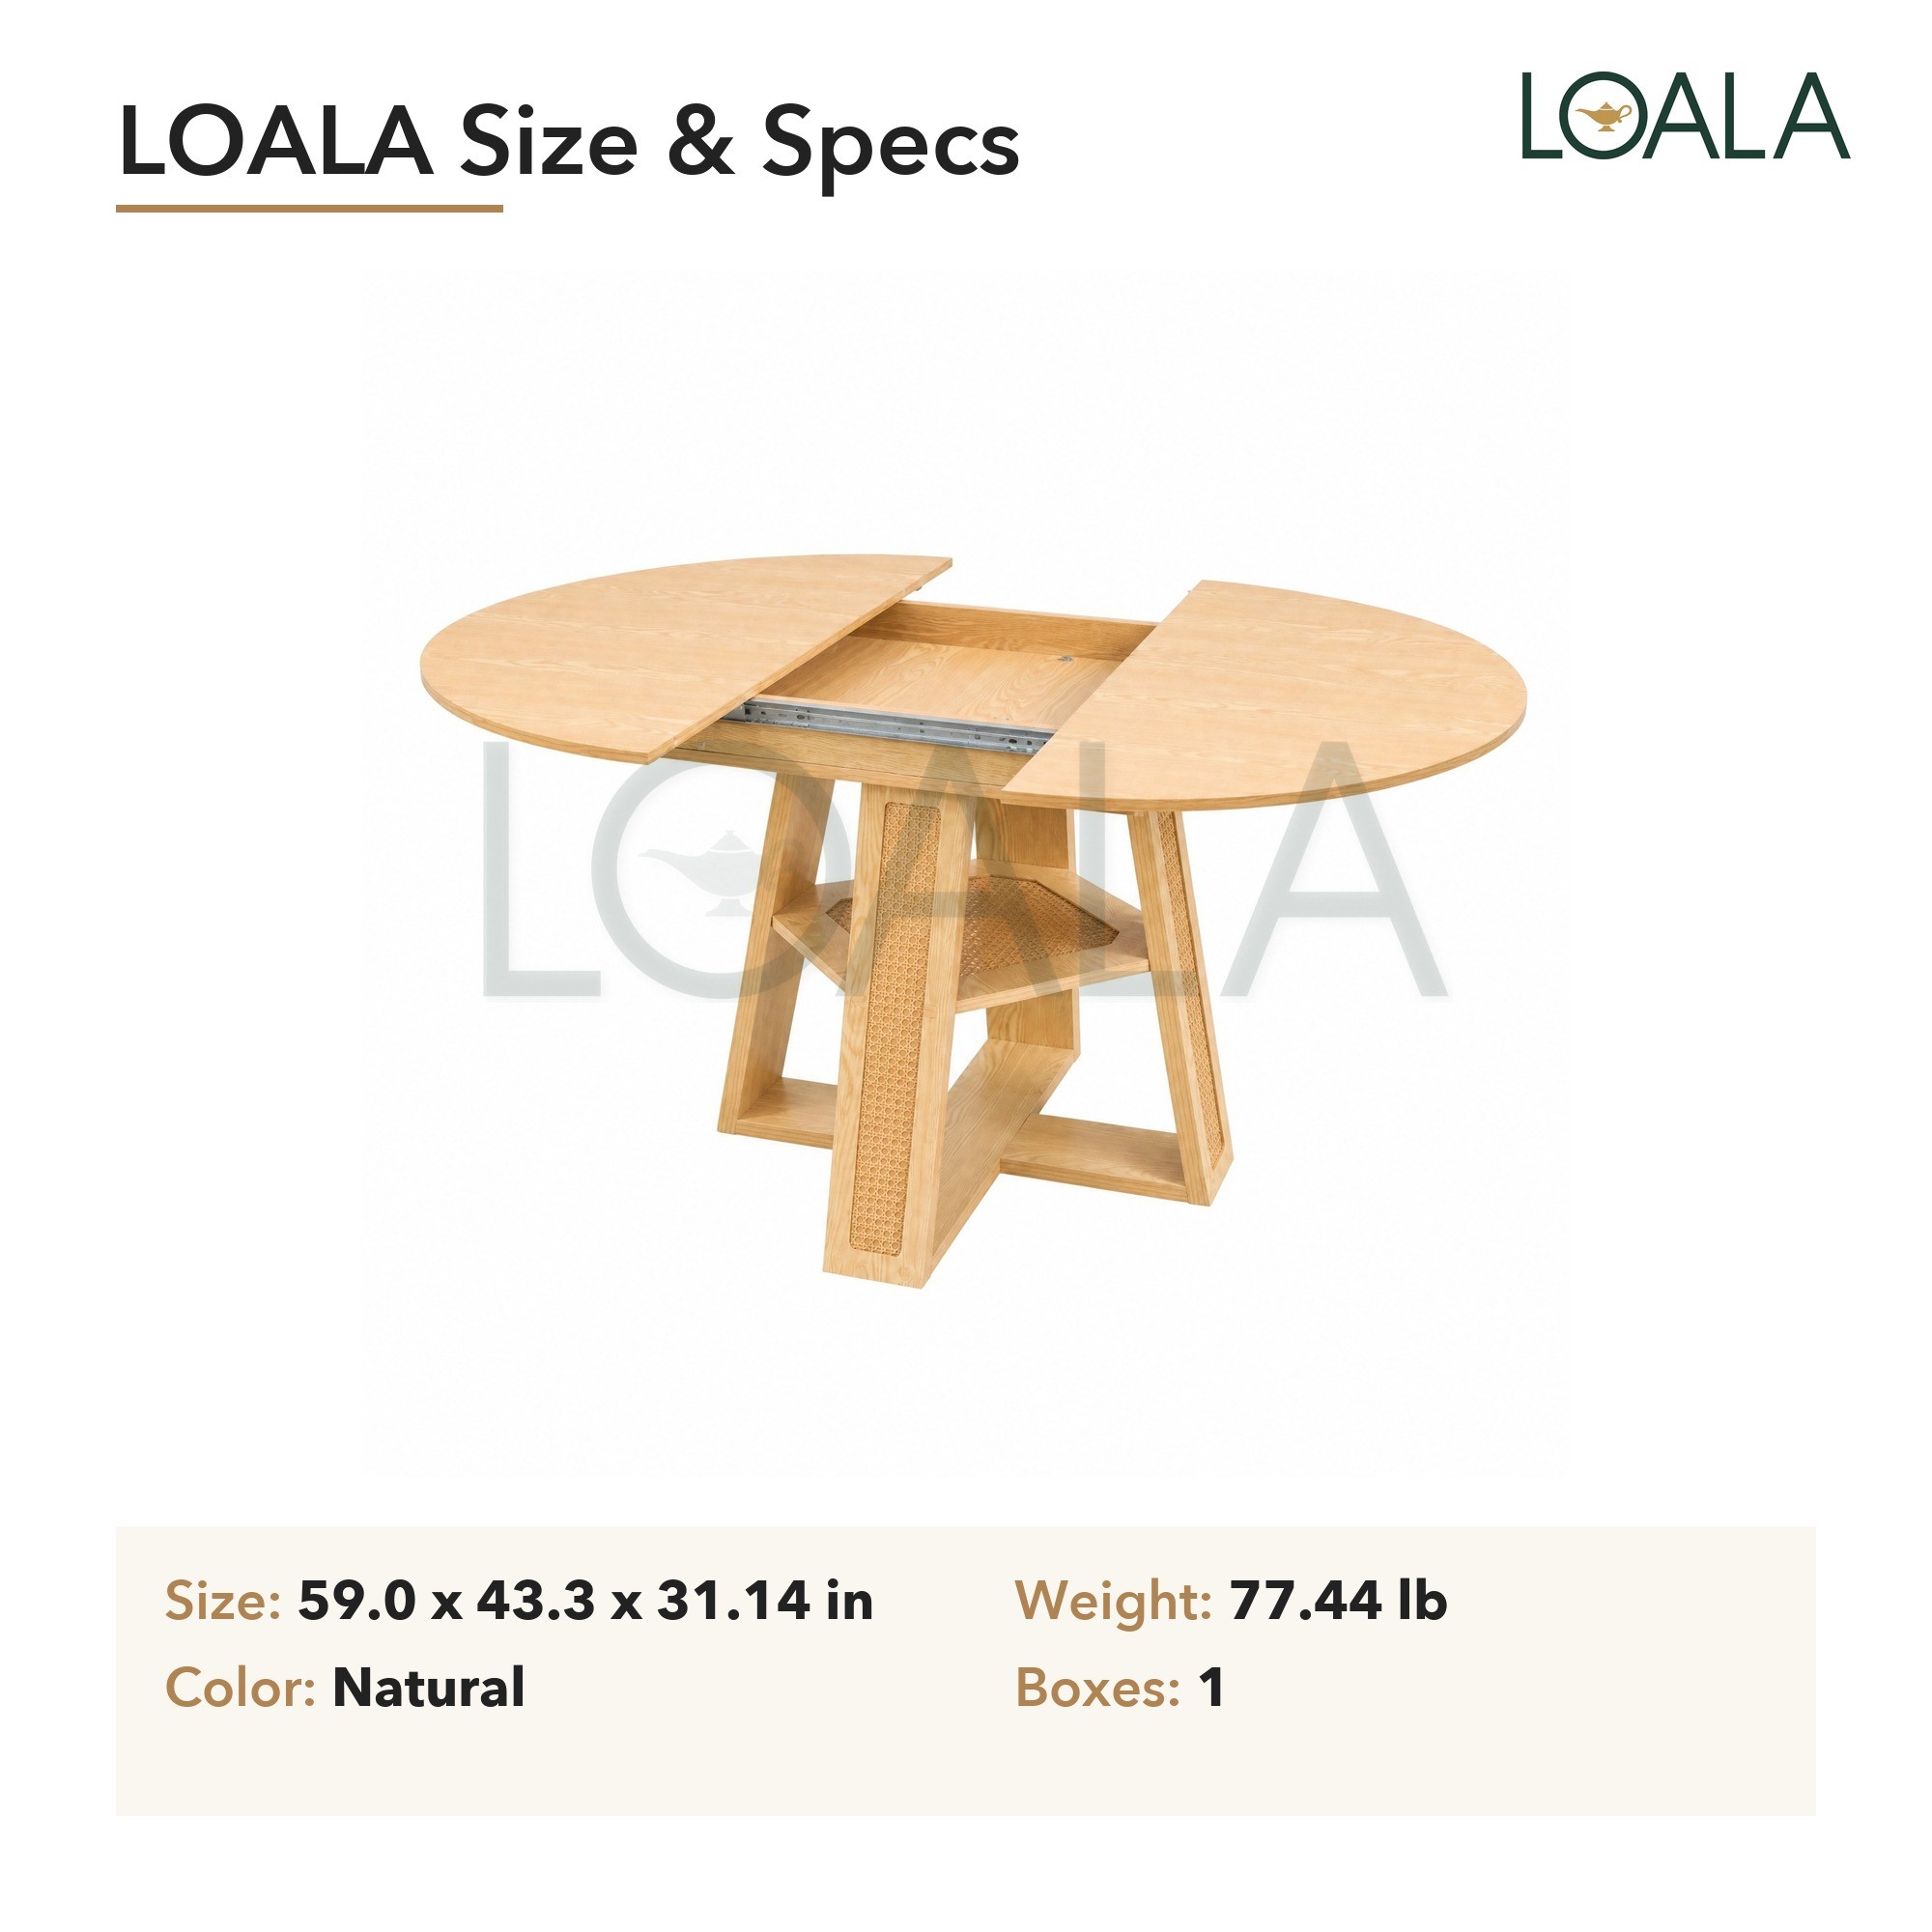 LOALA Size & Specs
LOALA
LOALA
Size: 59.0 x 43.3 x 31.14 in
Weight: 77.44 lb
Color: Natural
Boxes: 1